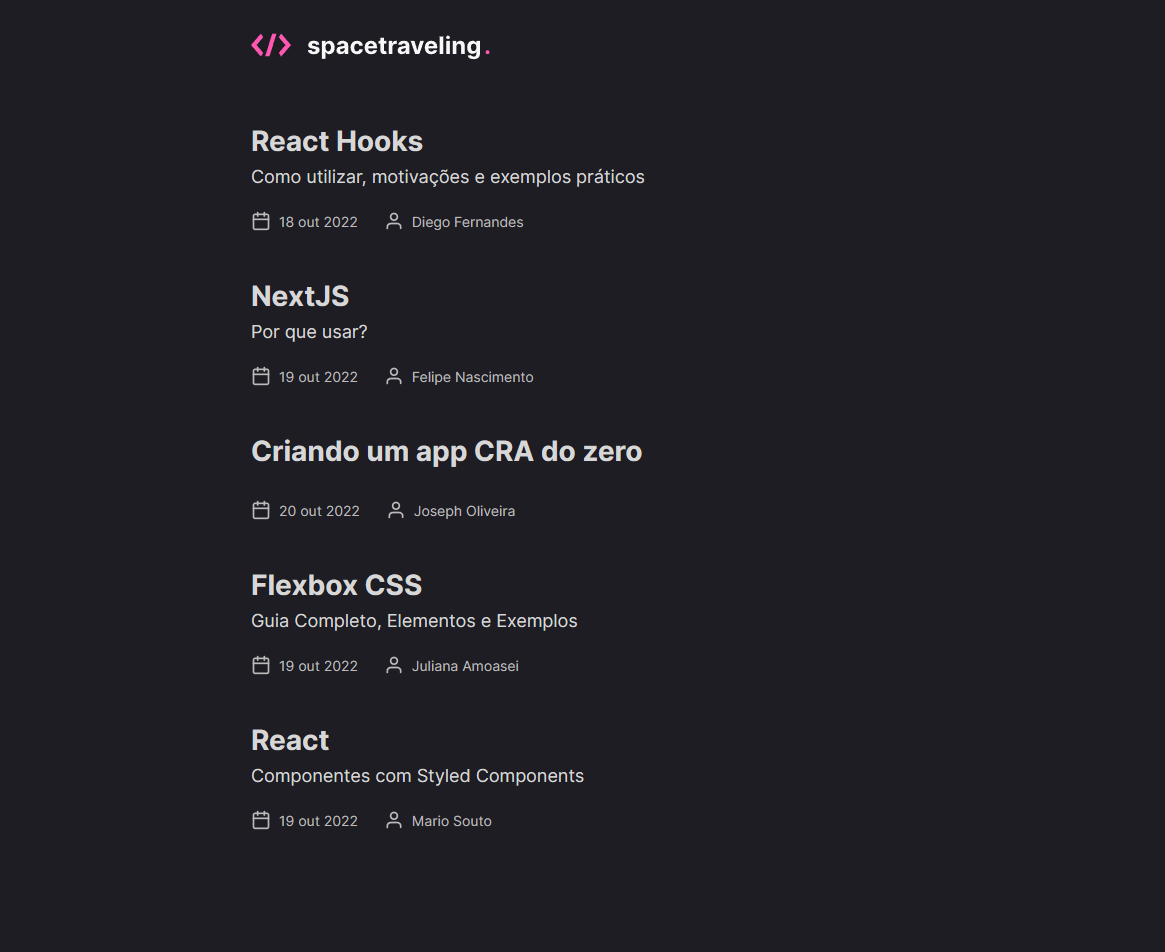 </> spacetraveling.
React Hooks
Como utilizar, motivações e exemplos práticos
18 out 2022 Diego Fernandes
NextJS
Por que usar?
19 out 2022 Felipe Nascimento
Criando um app CRA do zero
20 out 2022 Joseph Oliveira
Flexbox CSS
Guia Completo, Elementos e Exemplos
19 out 2022 Juliana Amoasei
React
Componentes com Styled Components
19 out 2022 Mario Souto